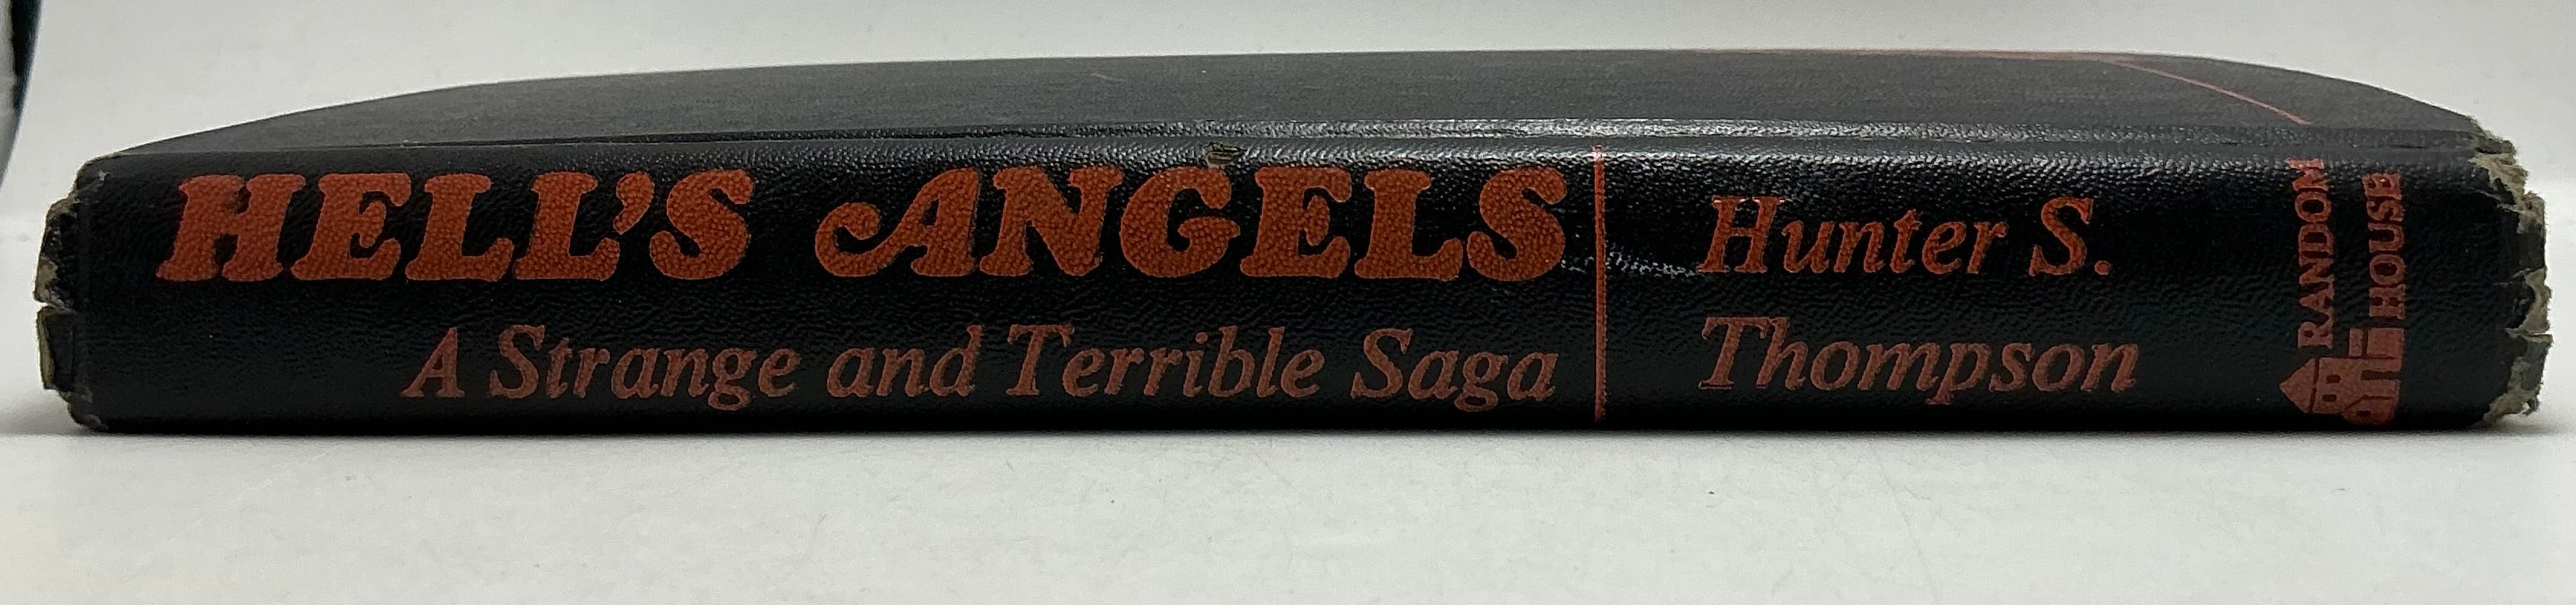 HELL'S ANGELS
A Strange and Terrible Saga
Hunter S.
Thompson
RANDOM
HOUSE